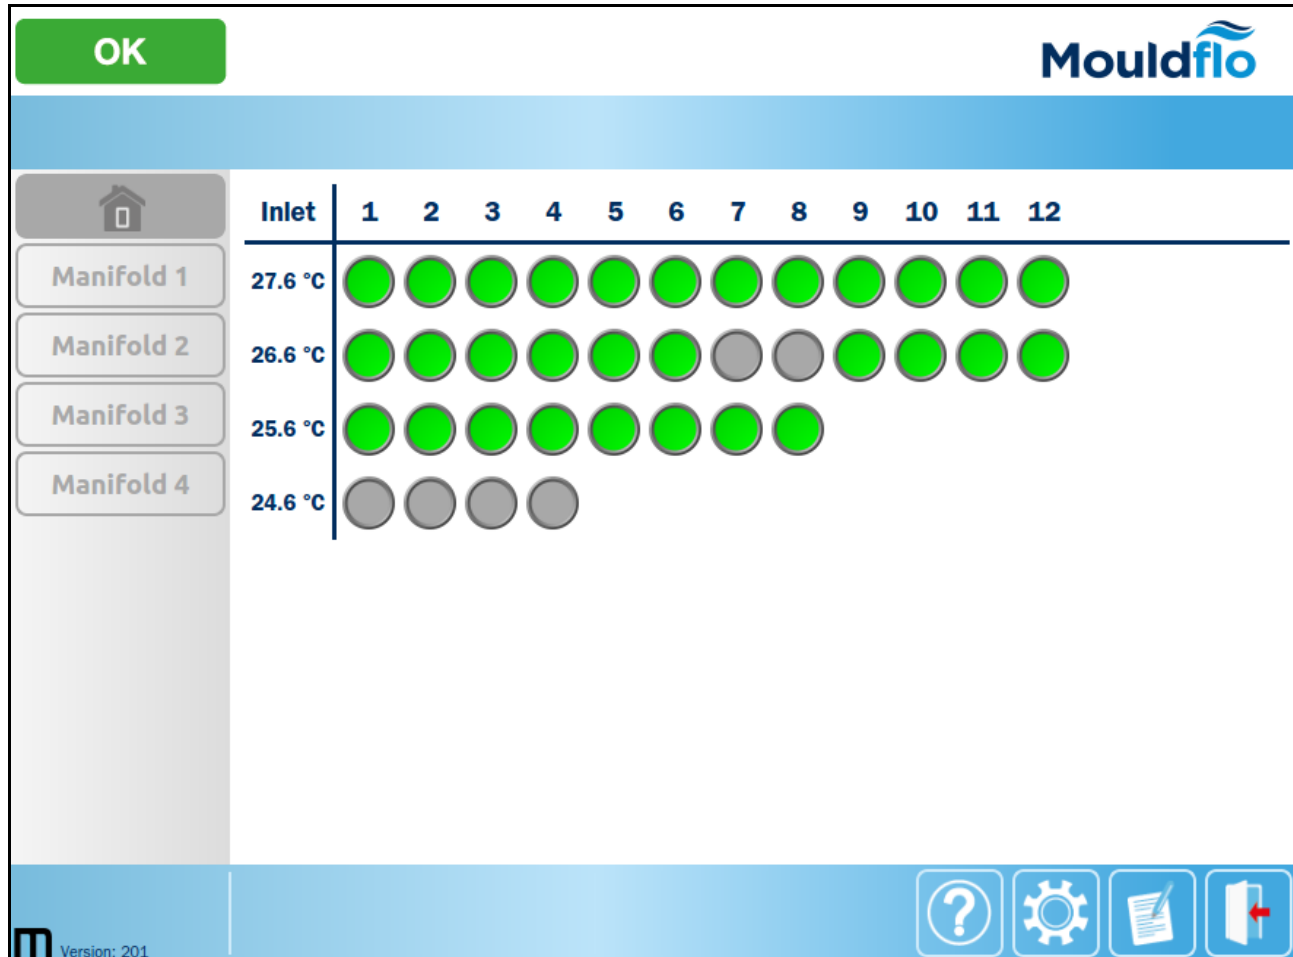 OK
Mouldflo
Inlet 1 2 3 4 5 6 7 8 9 10 11 12
Manifold 1
27.6 °C
Manifold 2
26.6 °C
Manifold 3
25.6 °C
Manifold 4
24.6 °C
?
m Version: 201